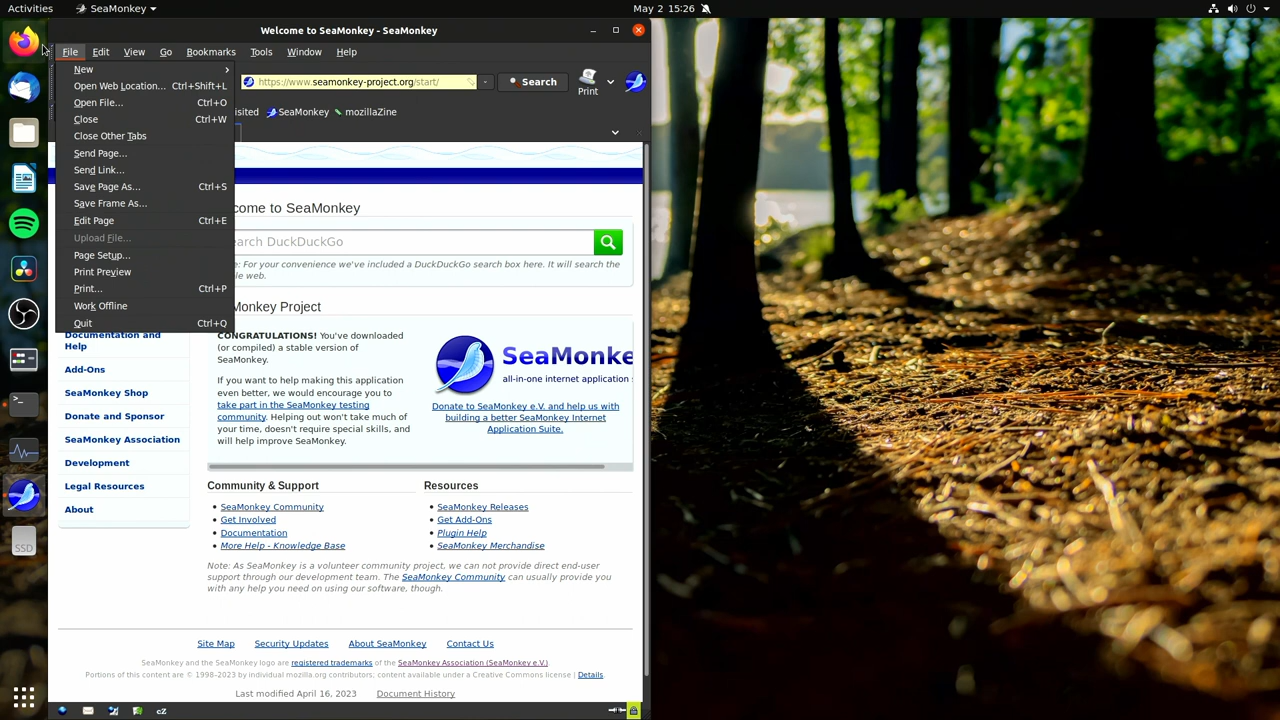 Activities
SeaMonkey
May 2 15:26
Welcome to SeaMonkey - SeaMonkey
File Edit View Go Bookmarks Tools Window Help
New
Open Web Location... Ctrl+Shift+L
Open File... Ctrl+O
Close Ctrl+W
Close Other Tabs
Send Page...
Send Link...
Save Page As... Ctrl+S
Save Frame As...
Edit Page Ctrl+E
Upload File...
Page Setup...
Print Preview
Print... Ctrl+P
Work Offline
Quit Ctrl+Q
https://www.seamonkey-project.org/start/
Search
Print
isited SeaMonkey mozillaZine
come to SeaMonkey
earch DuckDuckGo
e: For your convenience we've included a DuckDuckGo search box here. It will search the
le web.
Monkey Project
CONGRATULATIONS! You've downloaded
(or compiled) a stable version of
SeaMonkey.
If you want to help making this application
even better, we would encourage you to
take part in the SeaMonkey testing
community. Helping out won't take much of
your time, doesn't require special skills, and
will help improve SeaMonkey.
SeaMonke
all-in-one internet application s
Donate to SeaMonkey e.V. and help us with
building a better SeaMonkey Internet
Application Suite.
Documentation and
Help
Add-Ons
SeaMonkey Shop
Donate and Sponsor
SeaMonkey Association
Development
Legal Resources
About
Community & Support
SeaMonkey Community
Get Involved
Documentation
More Help - Knowledge Base
Resources
SeaMonkey Releases
Get Add-Ons
Plugin Help
SeaMonkey Merchandise
Note: As SeaMonkey is a volunteer community project, we can not provide direct end-user
support through our development team. The SeaMonkey Community can usually provide you
with any help you need on using our software, though.
Site Map Security Updates About SeaMonkey Contact Us
SeaMonkey and the SeaMonkey logo are registered trademarks of the SeaMonkey Association (SeaMonkey e.V.).
Portions of this content are © 1998–2023 by individual mozilla.org contributors; content available under a Creative Commons license | Details.
Last modified April 16, 2023 Document History
cZ
SSD